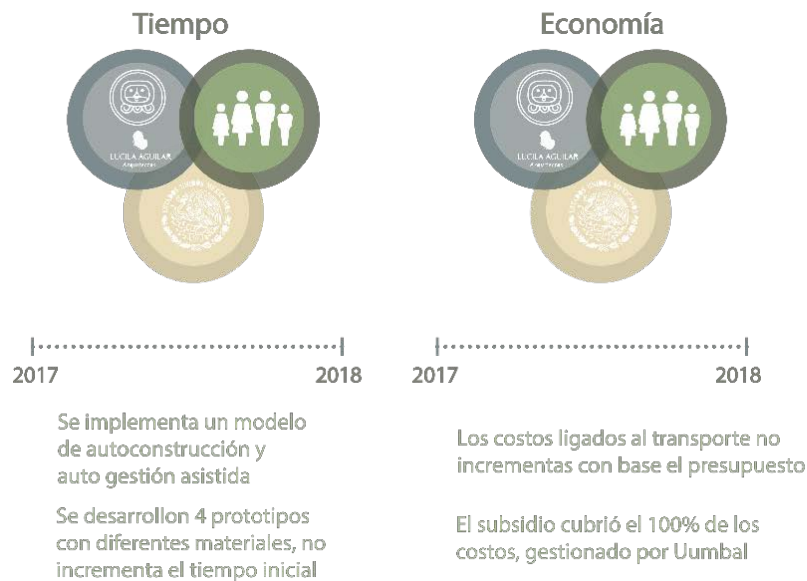 Tiempo
LUCILA AGUILAR
Arquitectos
2017
2018
Se implementa un modelo
de autoconstrucción y
auto gestión asistida
Se desarrollon 4 prototipos
con diferentes materiales, no
incrementa el tiempo inicial
Economía
LUCILA AGUILAR
Arquitectos
2017
2018
Los costos ligados al transporte no
incrementas con base el presupuesto
El subsidio cubrió el 100% de los
costos, gestionado por Uumbal